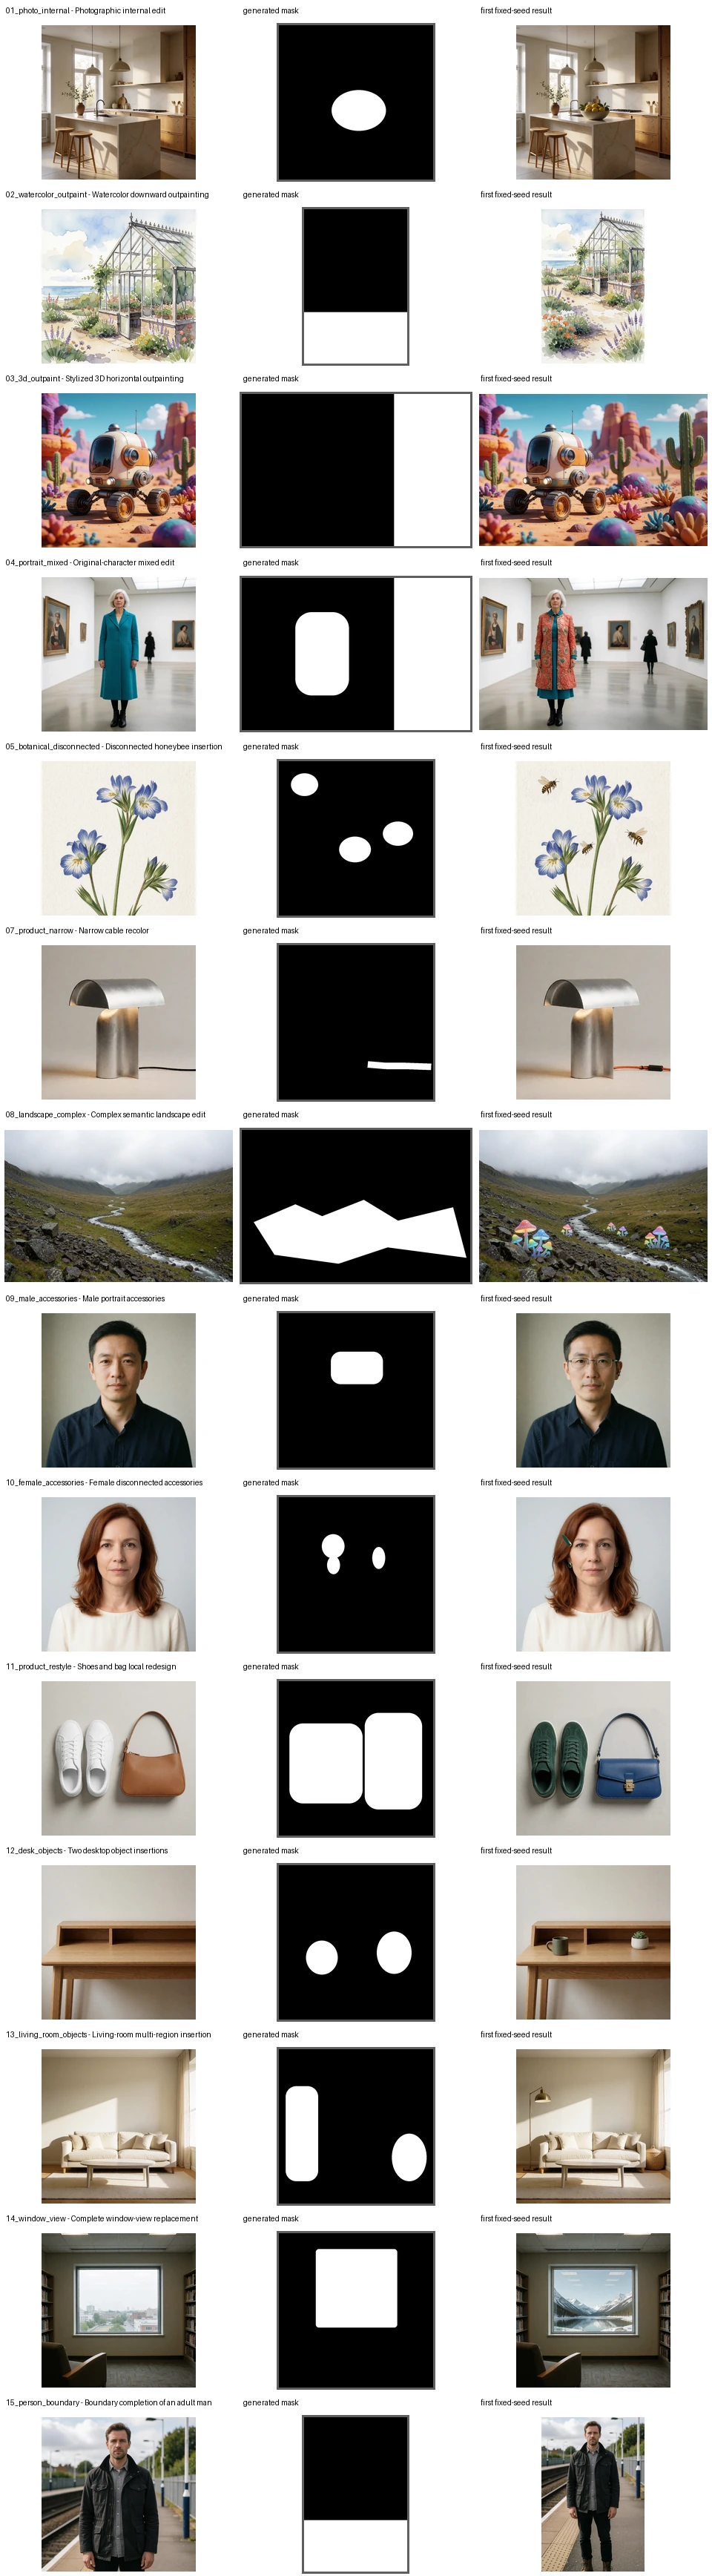 01_photo_internal - Photographic internal edit generated mask first fixed-seed result
02_watercolor_outpaint - Watercolor downward outpainting generated mask first fixed-seed result
03_3d_outpaint - Stylized 3D horizontal outpainting generated mask first fixed-seed result
04_portrait_mixed - Original-character mixed edit generated mask first fixed-seed result
05_botanical_disconnected - Disconnected honeybee insertion generated mask first fixed-seed result
07_product_narrow - Narrow cable recolor generated mask first fixed-seed result
08_landscape_complex - Complex semantic landscape edit generated mask first fixed-seed result
09_male_accessories - Male portrait accessories generated mask first fixed-seed result
10_female_accessories - Female disconnected accessories generated mask first fixed-seed result
11_product_restyle - Shoes and bag local redesign generated mask first fixed-seed result
12_desk_objects - Two desktop object insertions generated mask first fixed-seed result
13_living_room_objects - Living-room multi-region insertion generated mask first fixed-seed result
14_window_view - Complete window-view replacement generated mask first fixed-seed result
15_person_boundary - Boundary completion of an adult man generated mask first fixed-seed result